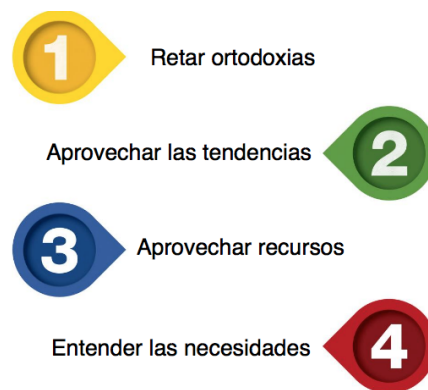 1 Retar ortodoxias
Aprovechar las tendencias 2
3 Aprovechar recursos
Entender las necesidades 4